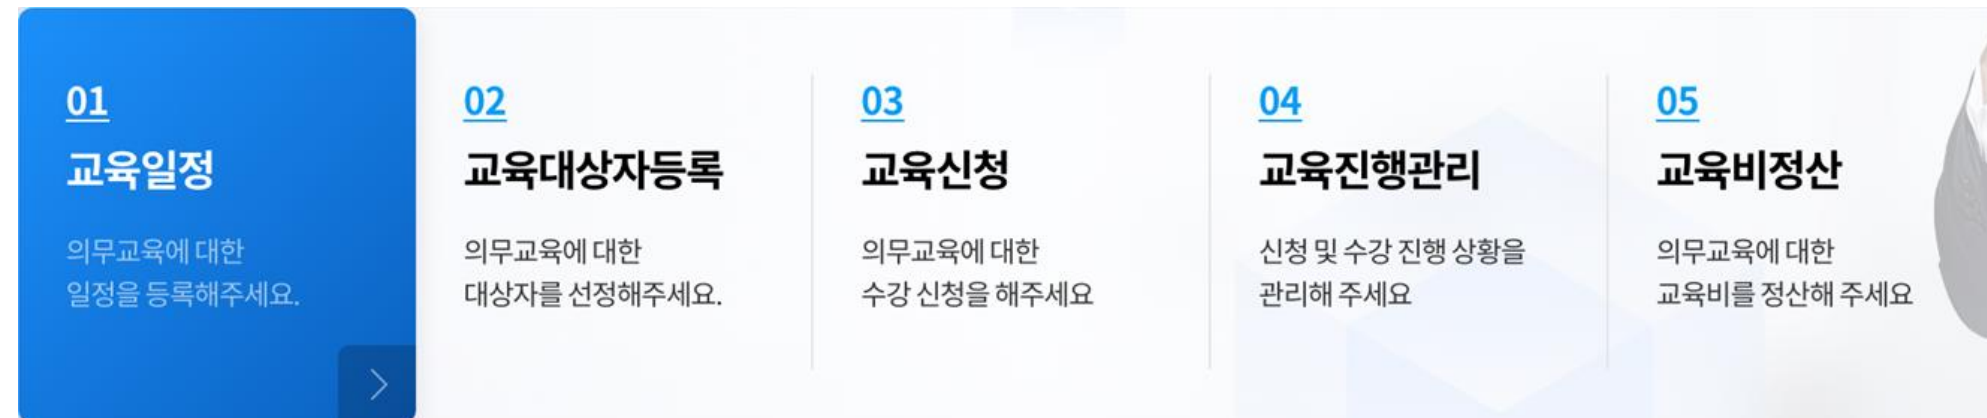 01
교육일정
의무교육에 대한
일정을 등록해주세요.
02
교육대상자등록
의무교육에 대한
대상자를 선정해주세요.
03
교육신청
의무교육에 대한
수강 신청을 해주세요
04
교육진행관리
신청 및 수강 진행 상황을
관리해 주세요
05
교육비정산
의무교육에 대한
교육비를 정산해 주세요